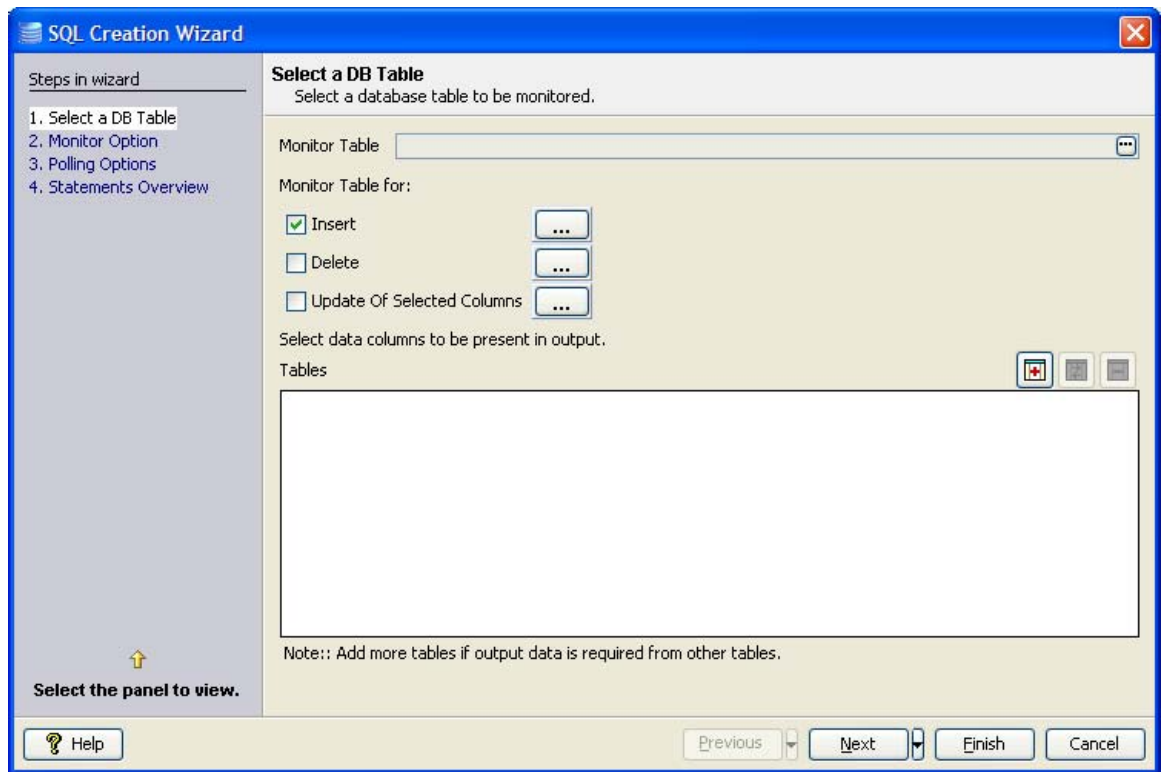 SQL Creation Wizard
Steps in wizard
1. Select a DB Table
2. Monitor Option
3. Polling Options
4. Statements Overview
Select the panel to view.
Select a DB Table
Select a database table to be monitored.
Monitor Table
...
Monitor Table for:
Insert ...
Delete ...
Update Of Selected Columns ...
Select data columns to be present in output.
Tables
Note:: Add more tables if output data is required from other tables.
Help
Previous
Next
Finish
Cancel